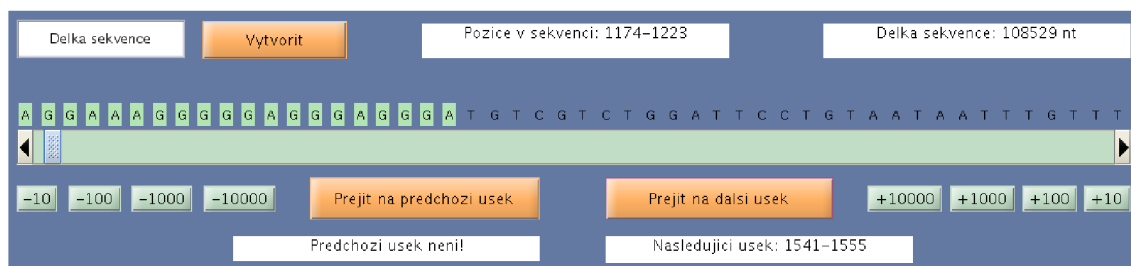 Delka sekvence Vytvorit Pozice v sekvenci: 1174-1223 Delka sekvence: 108529 nt
A G G A A A G G G G G A G G G A G G G A T G T C G T C T G G A T T C C T G T A A T A A T T T G T T T
-10 -100 -1000 -10000 Prejit na predchozi usek Prejit na dalsi usek +10000 +1000 +100 +10
Predchozi usek neni! Nasledujici usek: 1541-1555